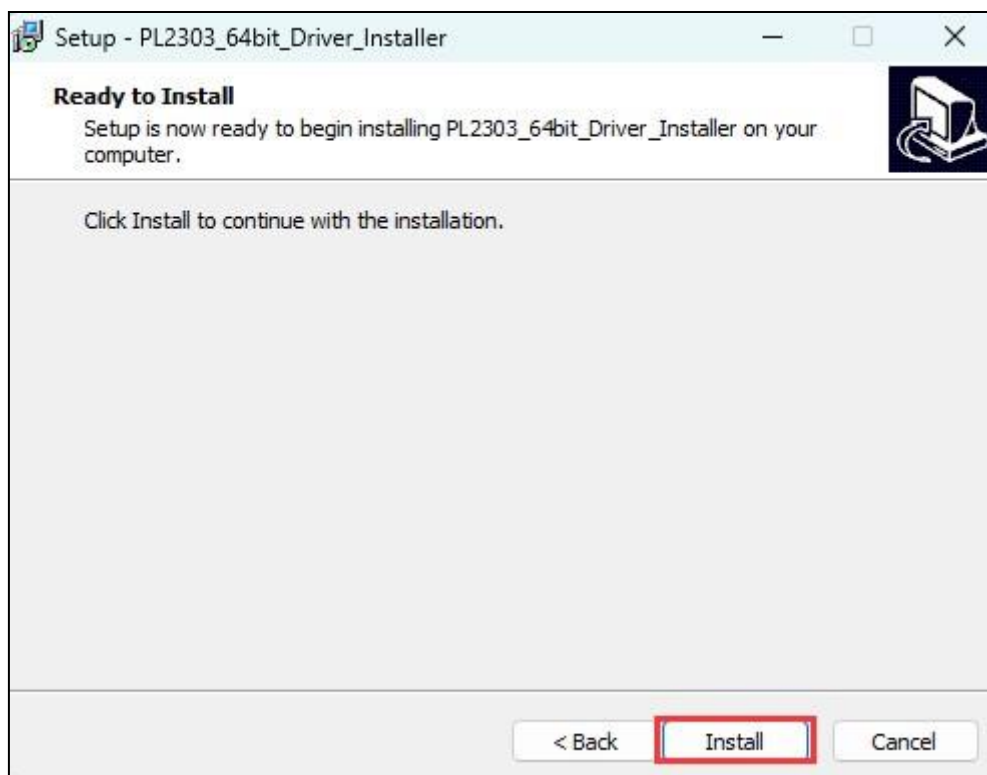 Setup - PL2303_64bit_Driver_Installer
Ready to Install
Setup is now ready to begin installing PL2303_64bit_Driver_Installer on your
computer.
Click Install to continue with the installation.
< Back
Install
Cancel